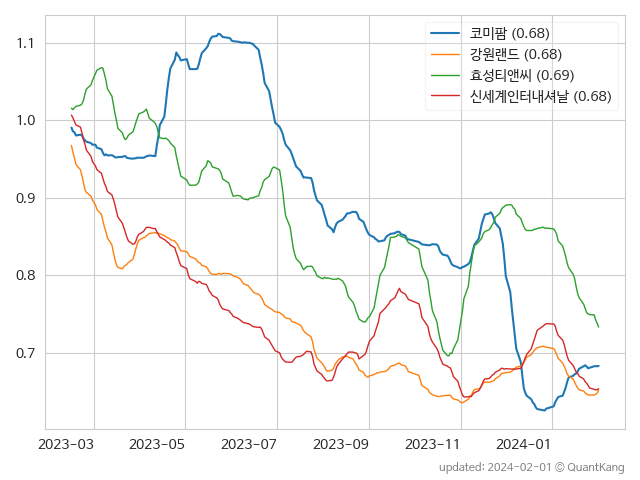 코미팜 (0.68)
강원랜드 (0.68)
효성티앤씨 (0.69)
신세계인터내셔날 (0.68)
1.1
1.0
0.9
0.8
0.7
2023-03 2023-05 2023-07 2023-09 2023-11 2024-01
updated: 2024-02-01 © QuantKang